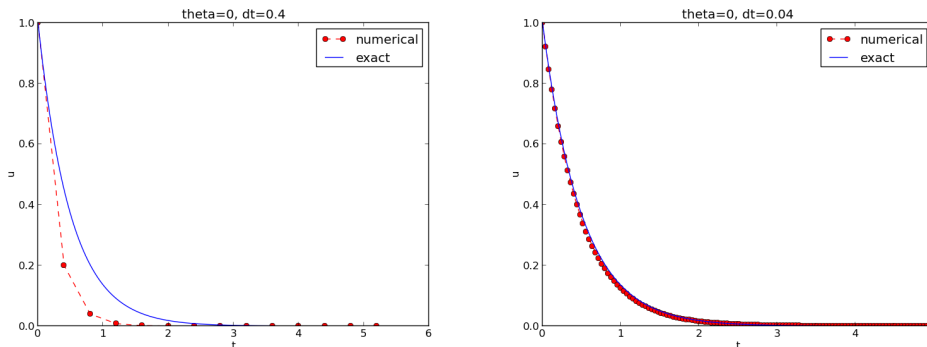 theta=0, dt=0.4
1.0
0.8
0.6
0.4
0.2
0.0
u
numerical
exact
0 1 2 3 4 5 6
t
theta=0, dt=0.04
1.0
0.8
0.6
0.4
0.2
0.0
u
numerical
exact
0 1 2 3 4
t